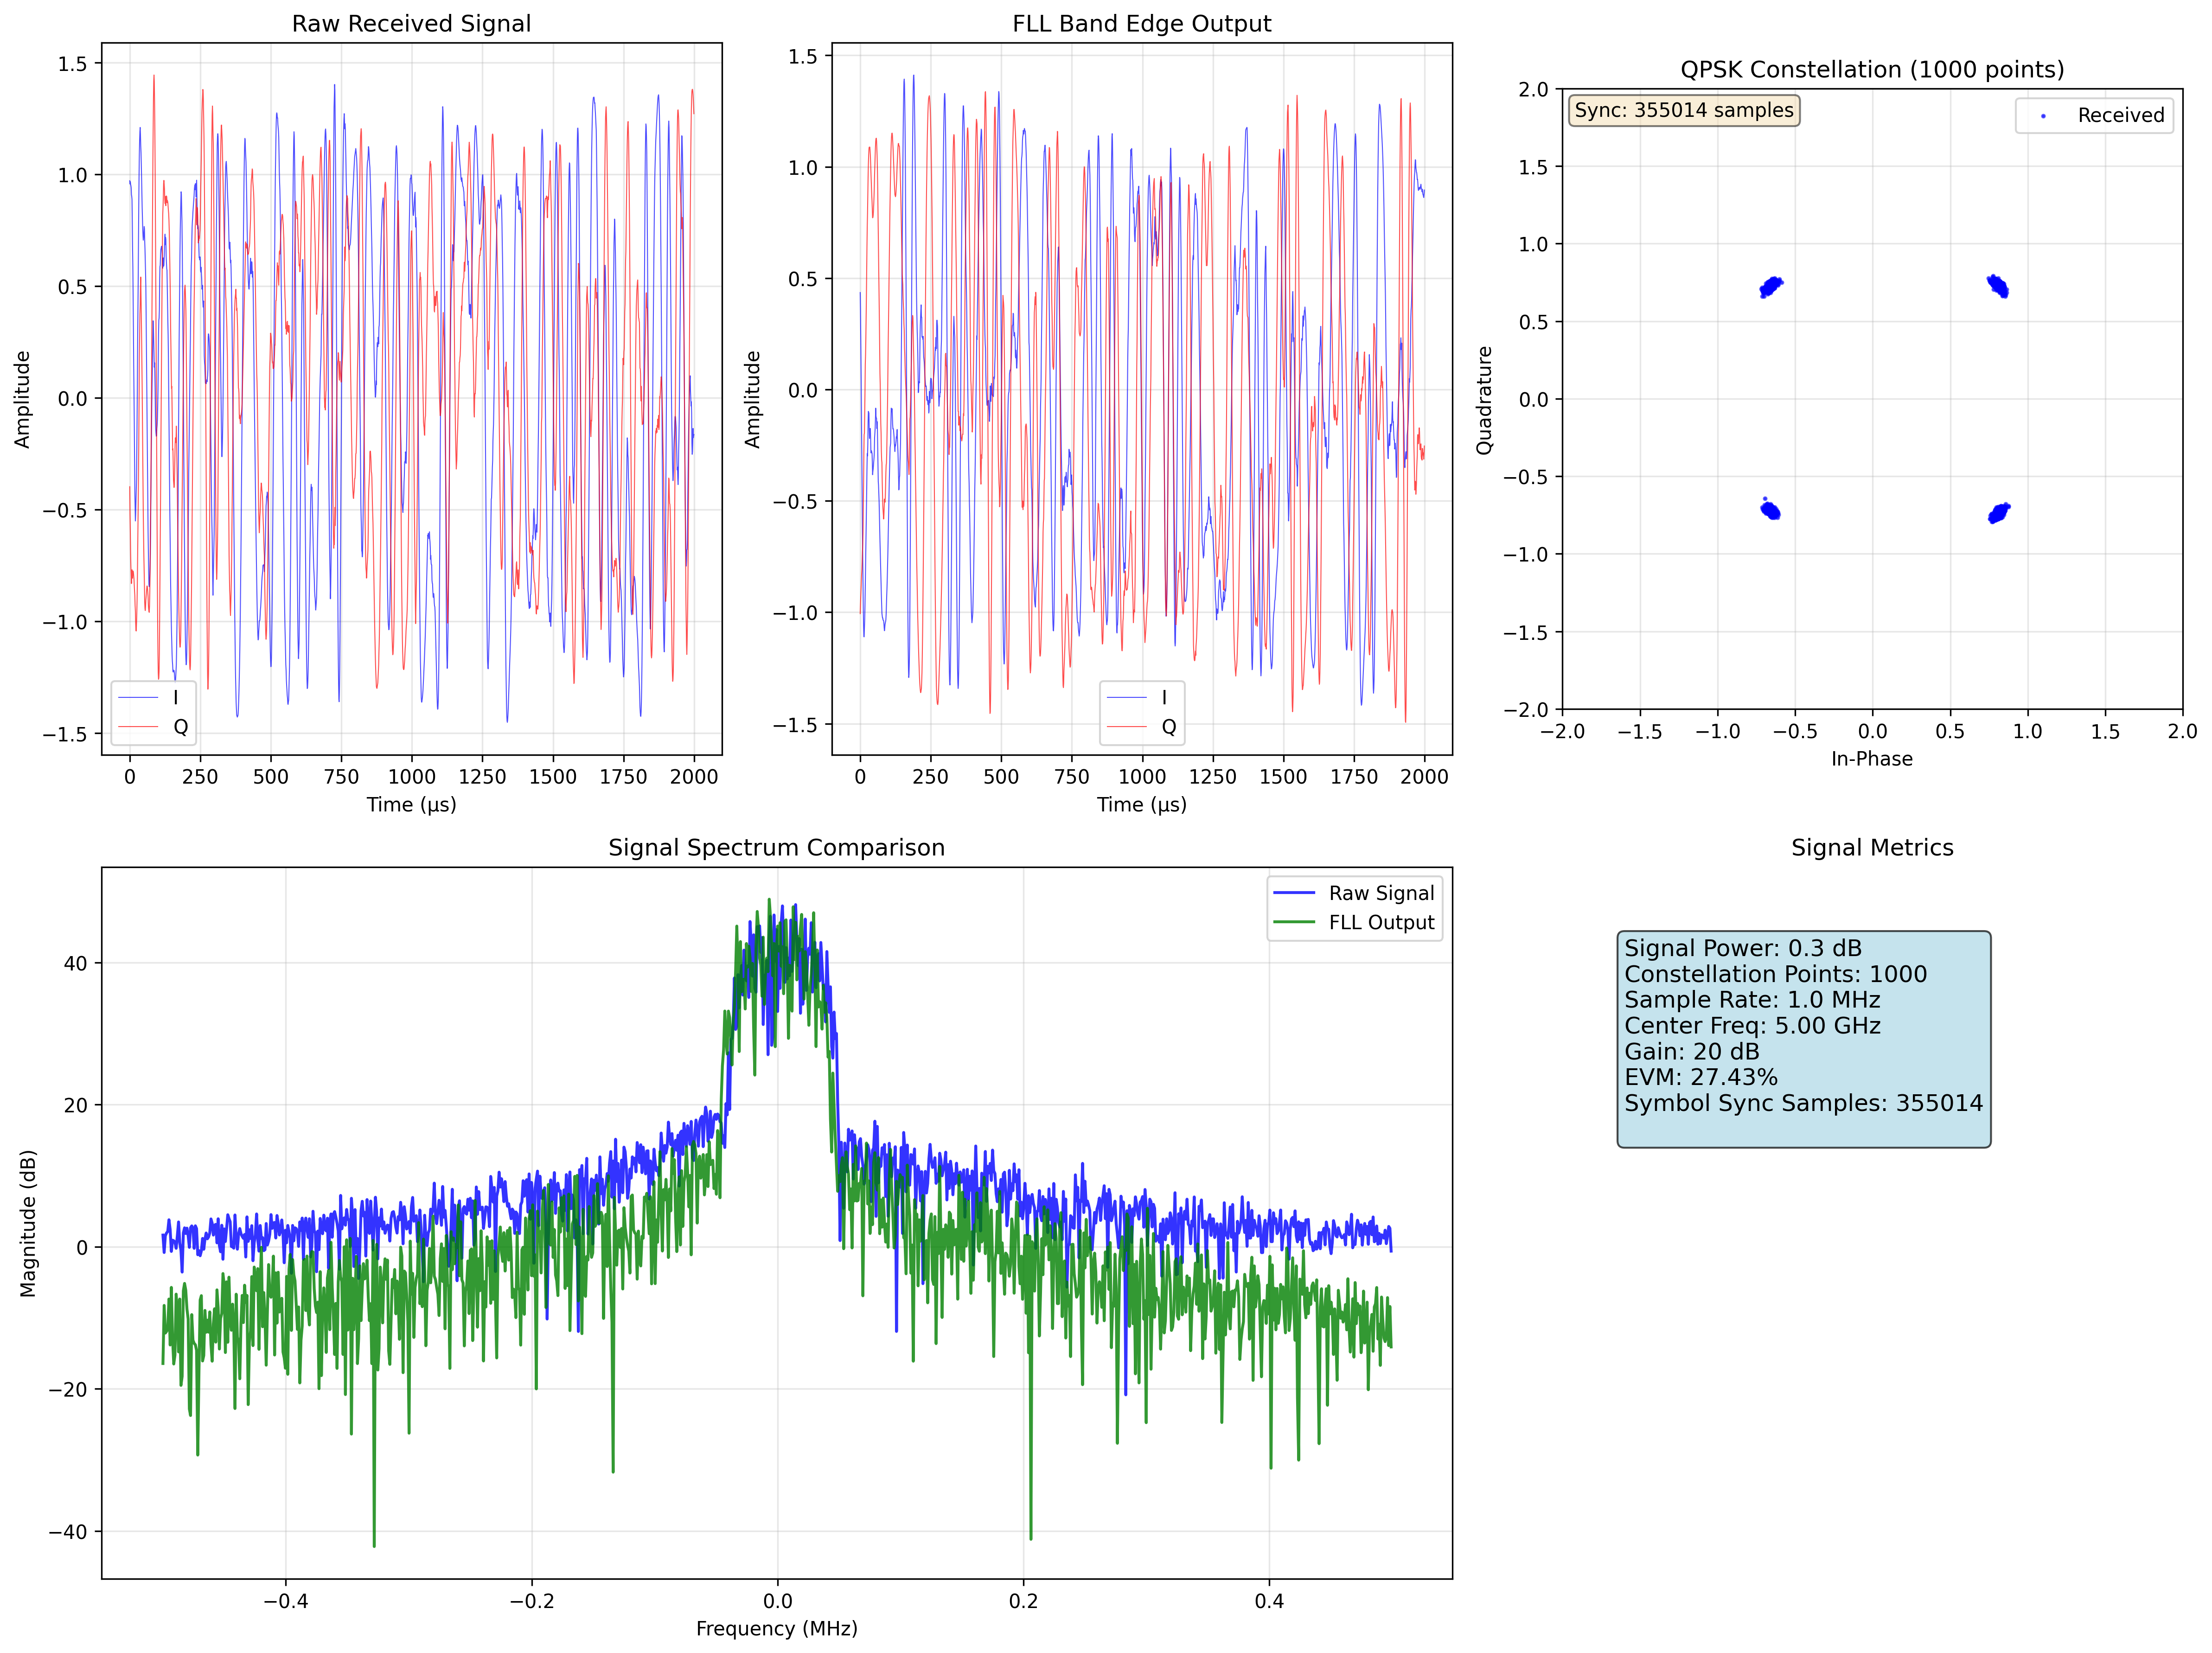 Raw Received Signal
1.5
1.0
0.5
0.0
−0.5
−1.0
−1.5
Amplitude
I
Q
0 250 500 750 1000 1250 1500 1750 2000
Time (µs)
FLL Band Edge Output
1.5
1.0
0.5
0.0
−0.5
−1.0
−1.5
Amplitude
I
Q
0 250 500 750 1000 1250 1500 1750 2000
Time (µs)
QPSK Constellation (1000 points)
Sync: 355014 samples
Received
2.0
1.5
1.0
0.5
0.0
−0.5
−1.0
−1.5
−2.0
Quadrature
−2.0 −1.5 −1.0 −0.5 0.0 0.5 1.0 1.5 2.0
In-Phase
Signal Spectrum Comparison
Raw Signal
FLL Output
40
20
0
−20
−40
Magnitude (dB)
−0.4 −0.2 0.0 0.2 0.4
Frequency (MHz)
Signal Metrics
Signal Power: 0.3 dB
Constellation Points: 1000
Sample Rate: 1.0 MHz
Center Freq: 5.00 GHz
Gain: 20 dB
EVM: 27.43%
Symbol Sync Samples: 355014